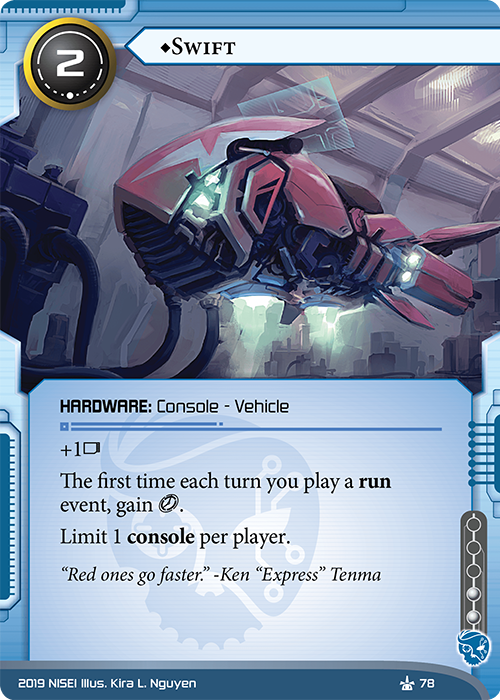 2
♦Swift
HARDWARE: Console - Vehicle
+1
The first time each turn you play a run
event, gain .
Limit 1 console per player.
“Red ones go faster.” -Ken “Express” Tenma
2019 NISEI Illus. Kira L. Nguyen
78